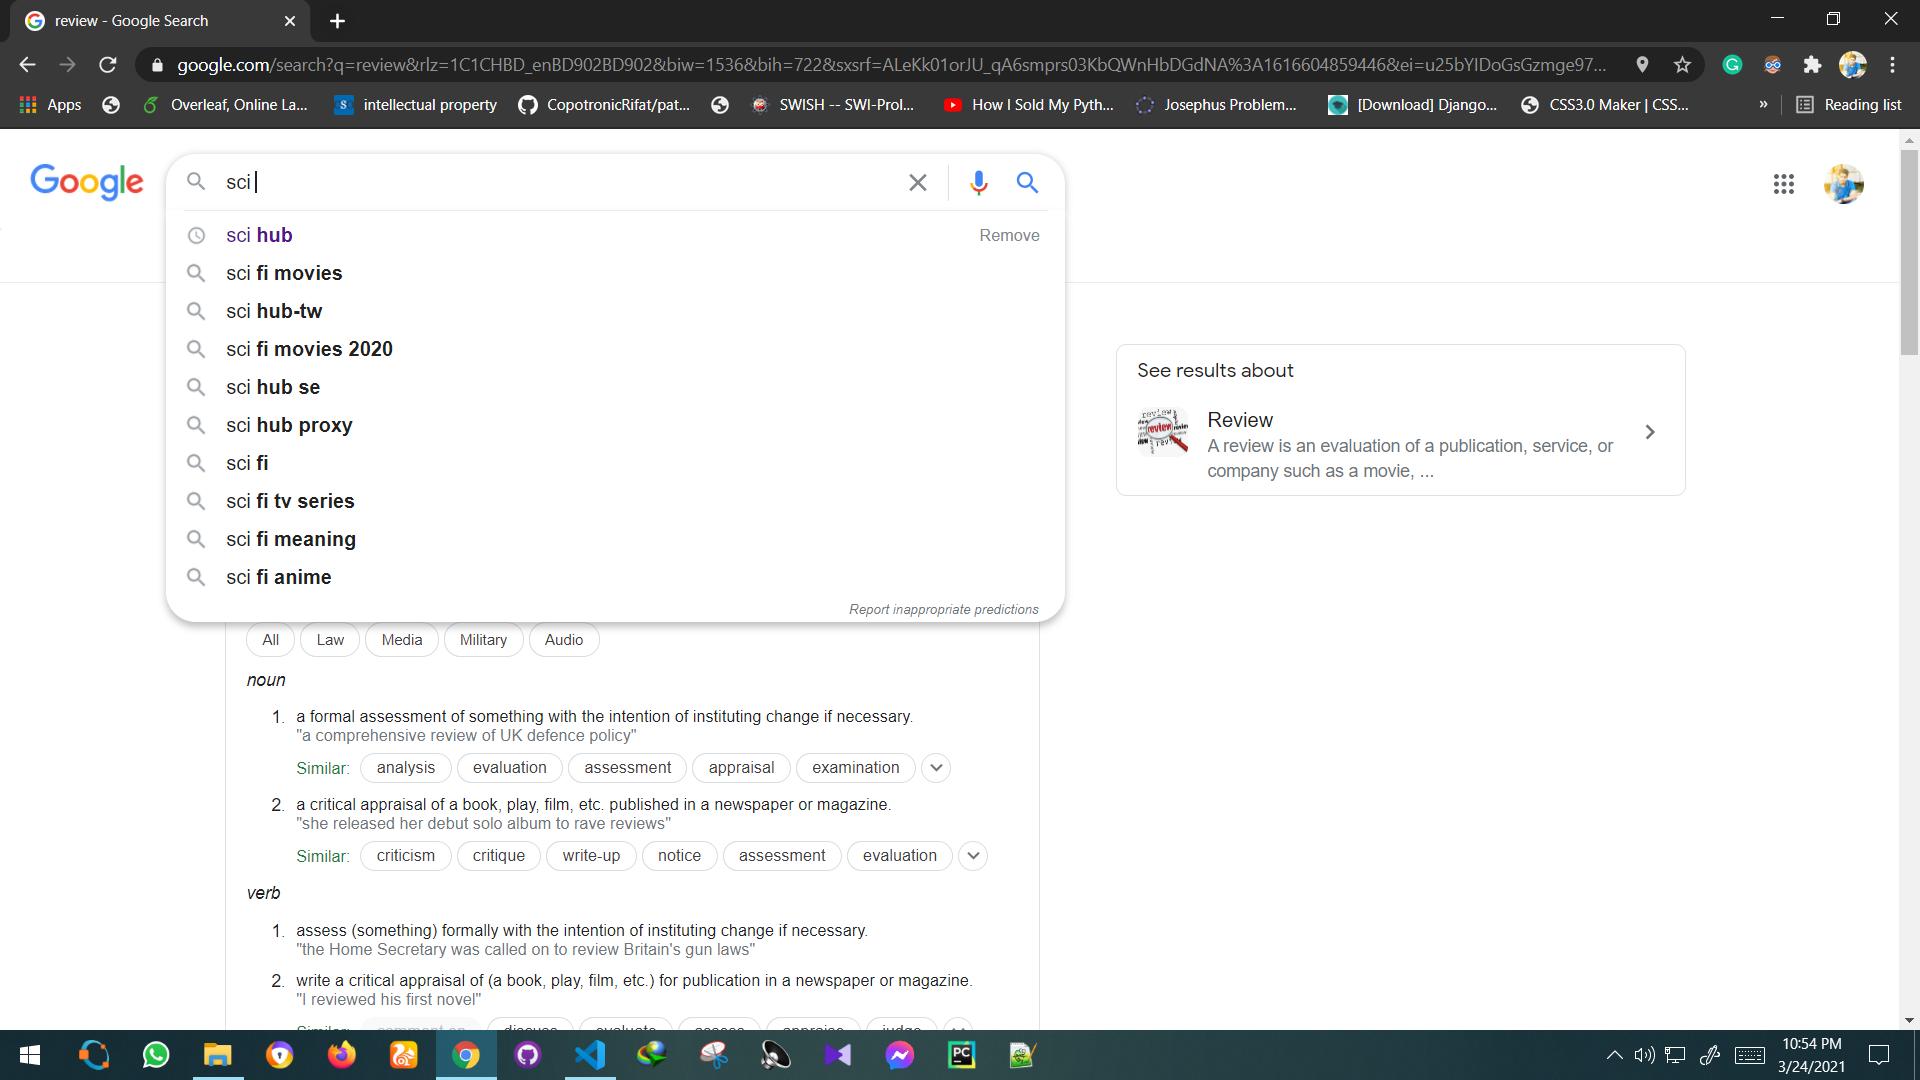 review - Google Search
google.com/search?q=review&rlz=1C1CHBD_enBD902BD902&biw=1536&bih=722&sxsrf=ALeKk01orJU_qA6smprs03KbQWnHbDGdNA%3A1616604859446&ei=u25bYIDoGsGzmge97...
Apps
Overleaf, Online La...
intellectual property
CopotronicRifat/pat...
SWISH -- SWI-Prol...
How I Sold My Pyth...
Josephus Problem...
[Download] Django...
CSS3.0 Maker | CSS...
»
Reading list
Google
sci
sci hub
Remove
sci fi movies
sci hub-tw
sci fi movies 2020
sci hub se
sci hub proxy
sci fi
sci fi tv series
sci fi meaning
sci fi anime
Report inappropriate predictions
See results about
Review
A review is an evaluation of a publication, service, or
company such as a movie, ...
All Law Media Military Audio
noun
1. a formal assessment of something with the intention of instituting change if necessary.
"a comprehensive review of UK defence policy"
Similar: analysis evaluation assessment appraisal examination
2. a critical appraisal of a book, play, film, etc. published in a newspaper or magazine.
"she released her debut solo album to rave reviews"
Similar: criticism critique write-up notice assessment evaluation
verb
1. assess (something) formally with the intention of instituting change if necessary.
"the Home Secretary was called on to review Britain's gun laws"
2. write a critical appraisal of (a book, play, film, etc.) for publication in a newspaper or magazine.
"I reviewed his first novel"
Similar: comment on discuss evaluate assess appraise judge
10:54 PM
3/24/2021